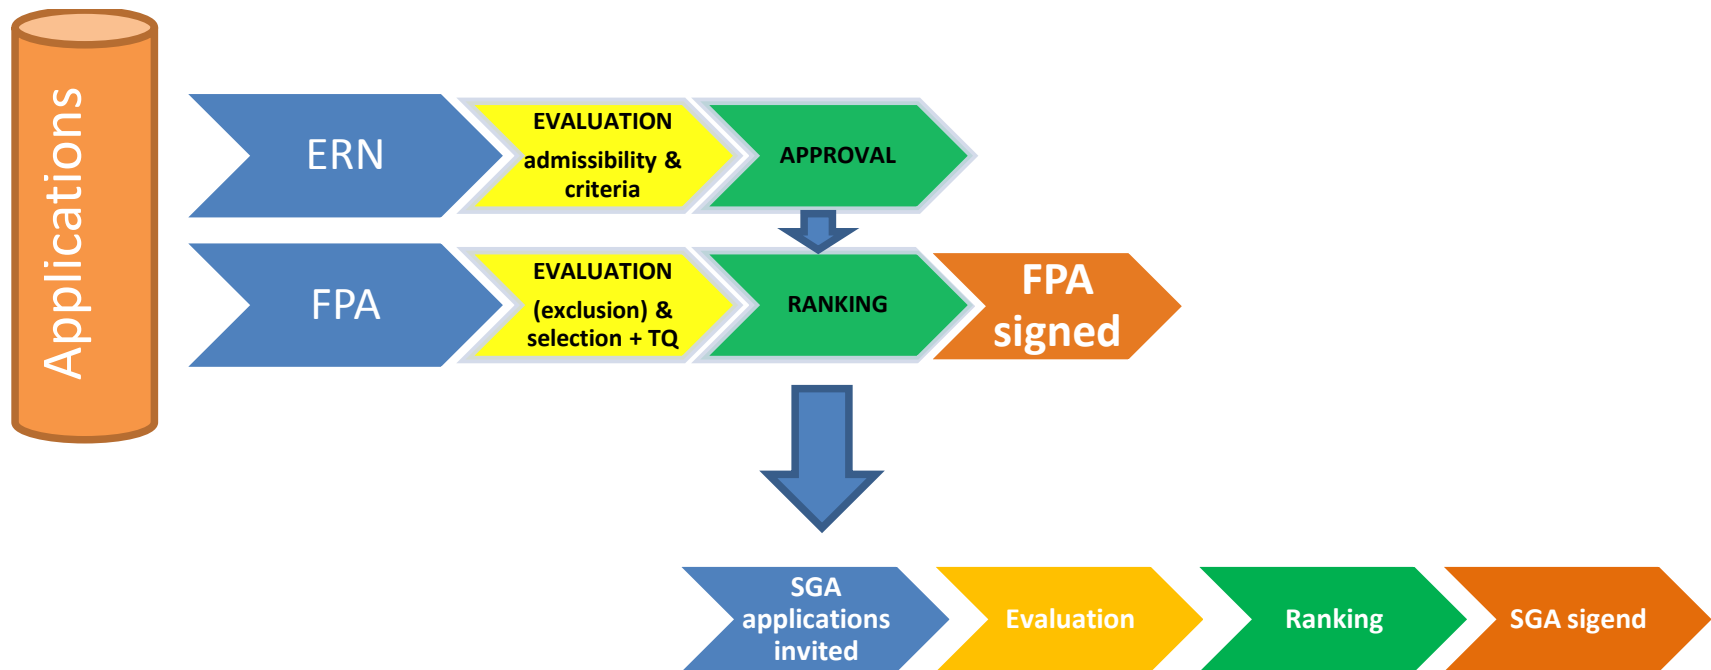 Applications
ERN
EVALUATION
admissibility &
criteria
APPROVAL
FPA
EVALUATION
(exclusion) &
selection + TQ
RANKING
FPA
signed
SGA
applications
invited
Evaluation
Ranking
SGA sigend